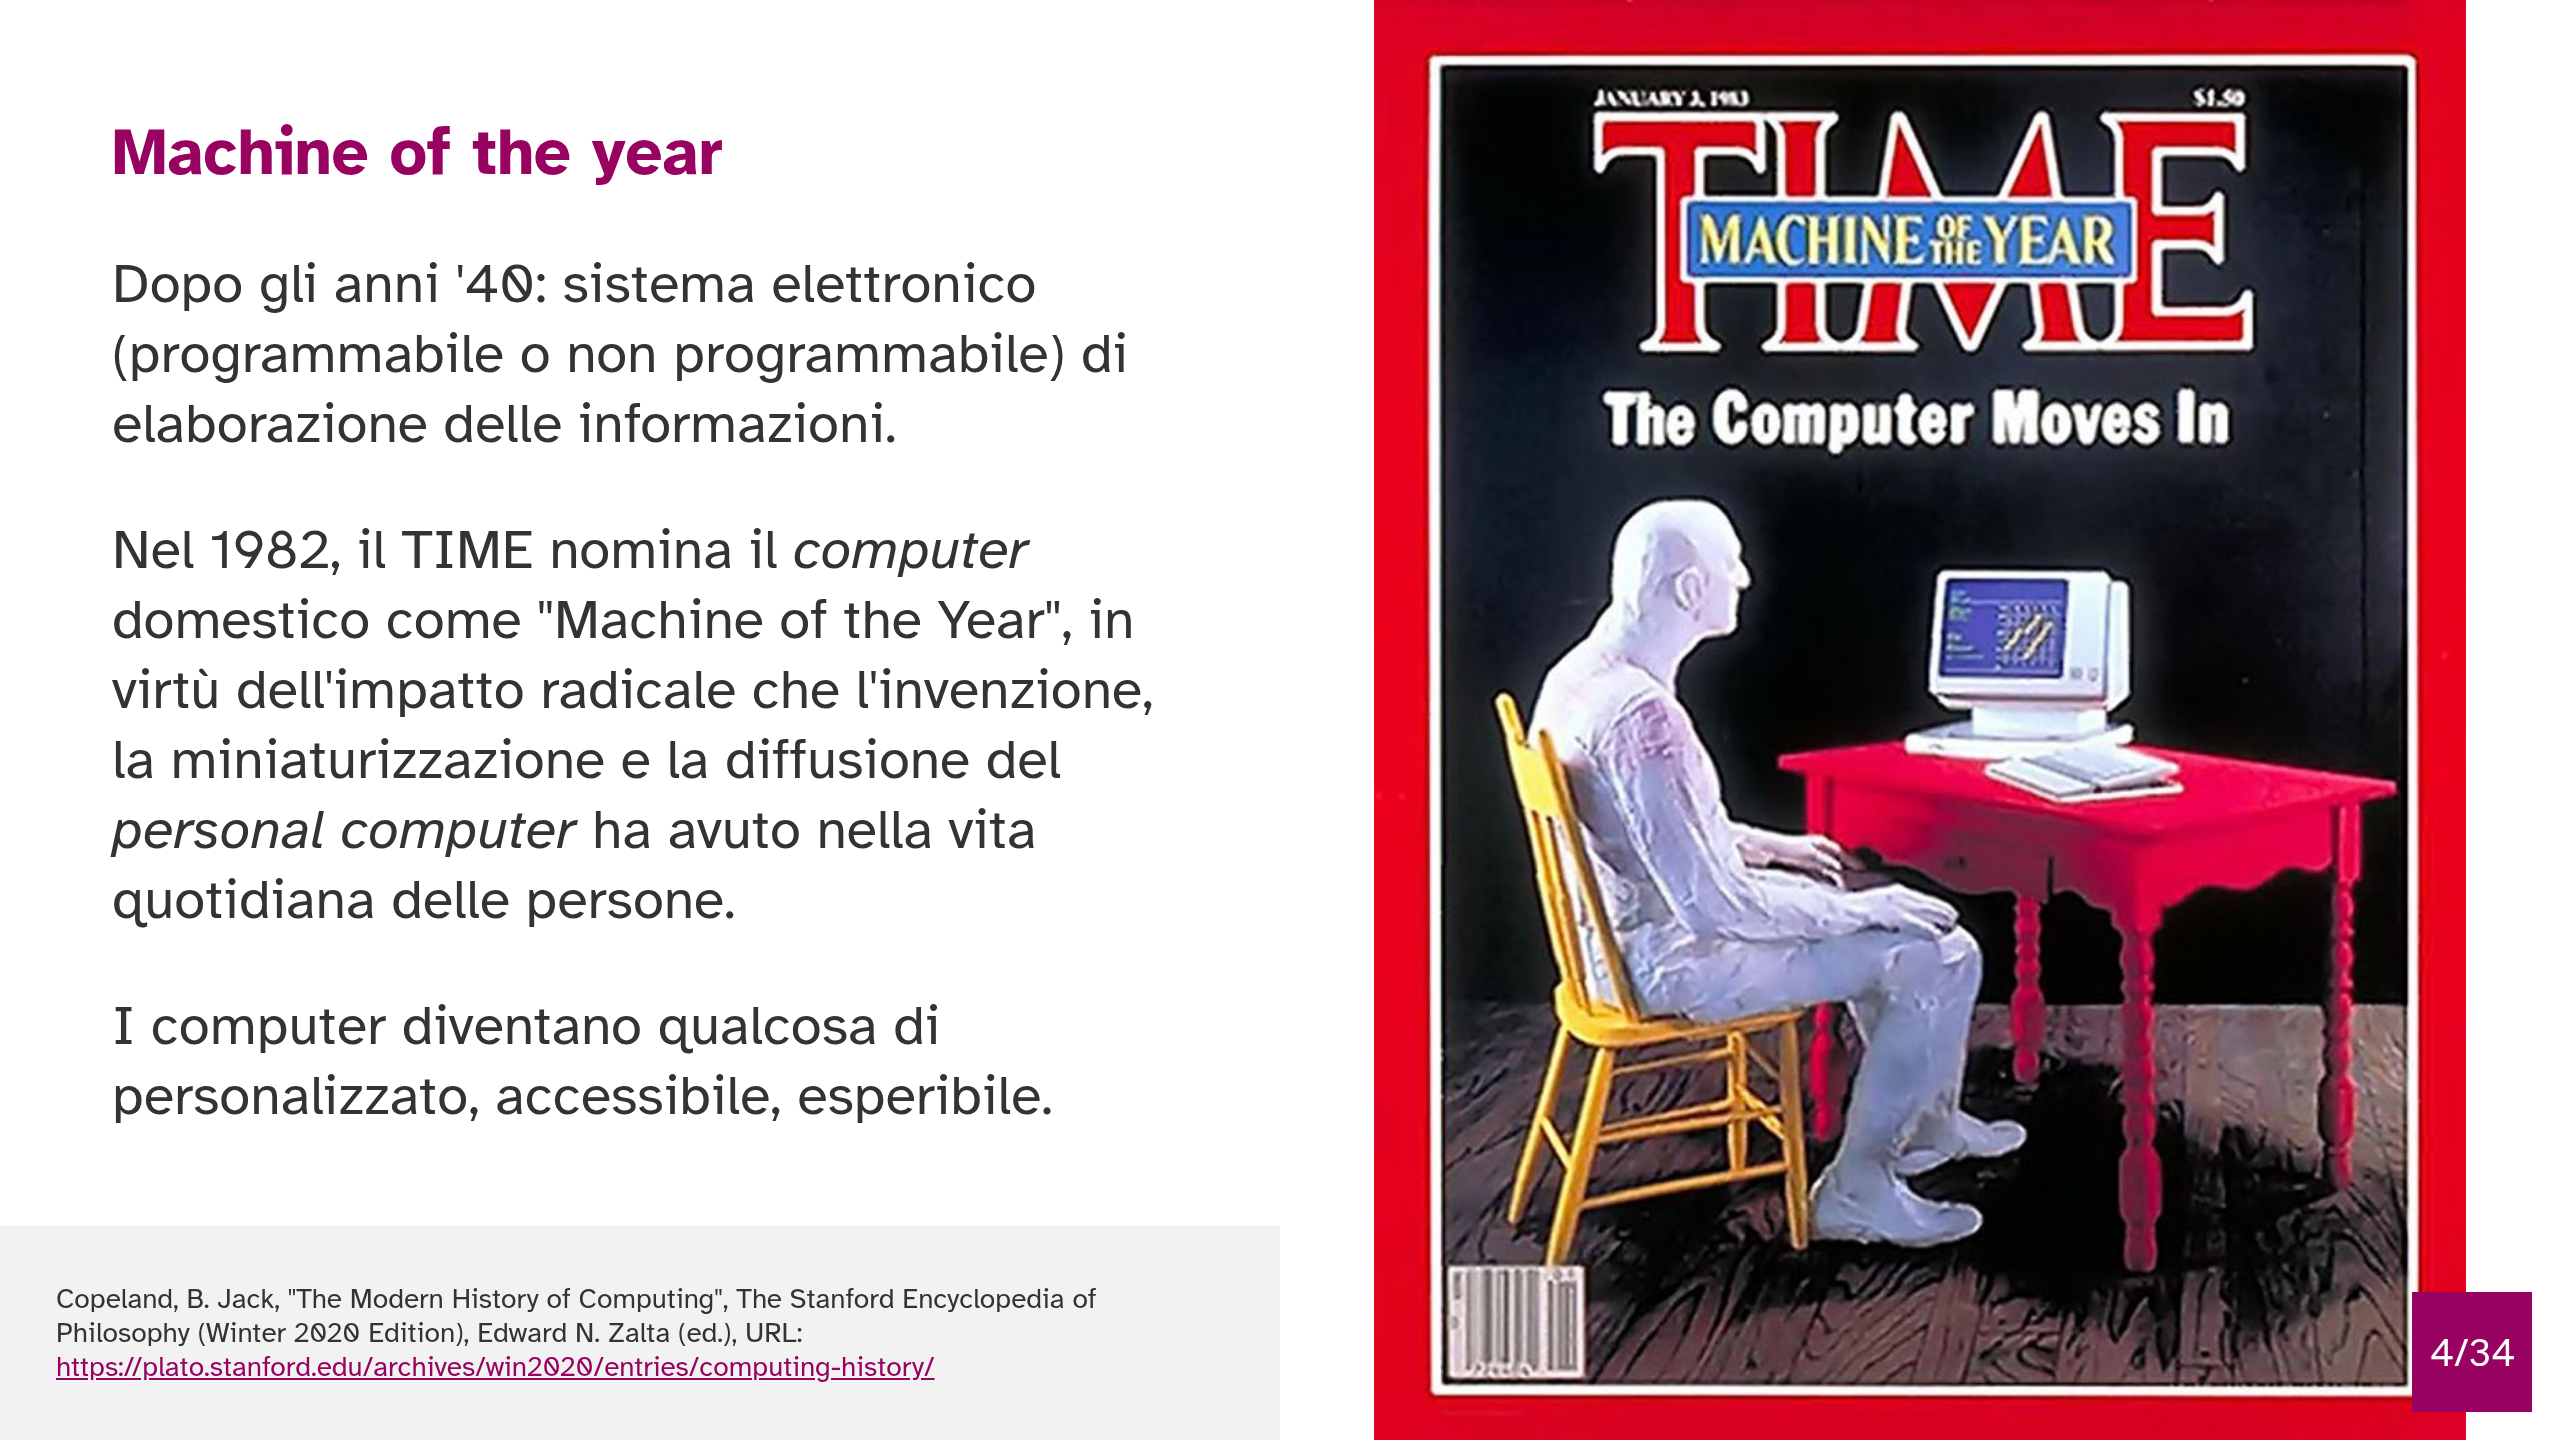 Machine of the year
Dopo gli anni '40: sistema elettronico
(programmabile o non programmabile) di
elaborazione delle informazioni.
Nel 1982, il TIME nomina il computer
domestico come "Machine of the Year", in
virtù dell'impatto radicale che l'invenzione,
la miniaturizzazione e la diffusione del
personal computer ha avuto nella vita
quotidiana delle persone.
I computer diventano qualcosa di
personalizzato, accessibile, esperibile.
Copeland, B. Jack, "The Modern History of Computing", The Stanford Encyclopedia of
Philosophy (Winter 2020 Edition), Edward N. Zalta (ed.), URL:
https://plato.stanford.edu/archives/win2020/entries/computing-history/
JANUARY 3, 1983 $1.50
TIME
MACHINE OF THE YEAR
The Computer Moves In
4/34